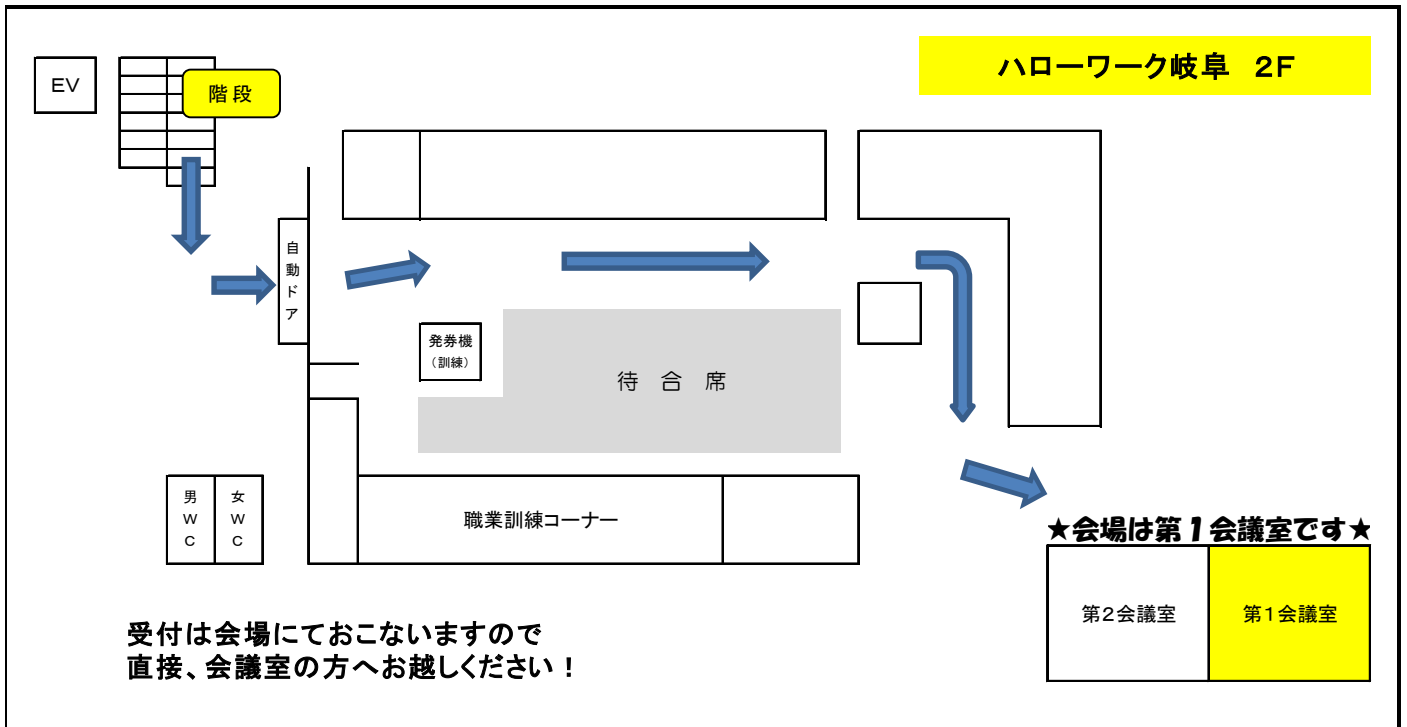 ハローワーク岐阜 2F
EV
階段
自動ドア
発券機
（訓練）
待 合 席
男WC
女WC
職業訓練コーナー
★会場は第1会議室です★
第2会議室
第1会議室
受付は会場にておこないますので
直接、会議室の方へお越しください！